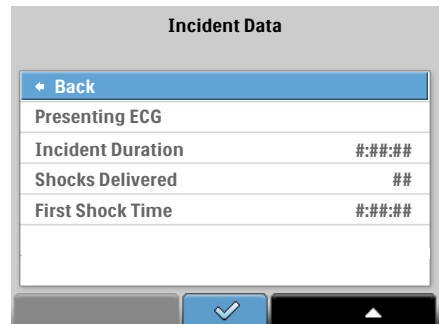 Incident Data
Back
Presenting ECG
Incident Duration #:##:##
Shocks Delivered ##
First Shock Time #:##:##